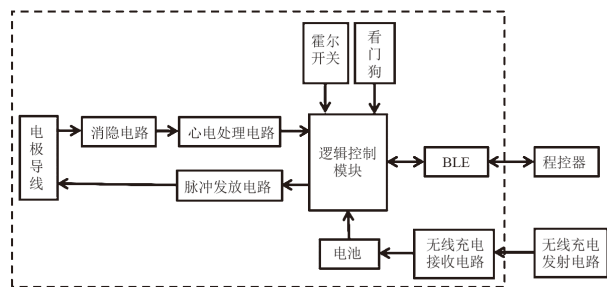 霍尔
开关
看
门
狗
电
极
导
线
消隐电路
心电处理电路
逻辑控制
模块
BLE
程控器
脉冲发放电路
电池
无线充电
接收电路
无线充电
发射电路